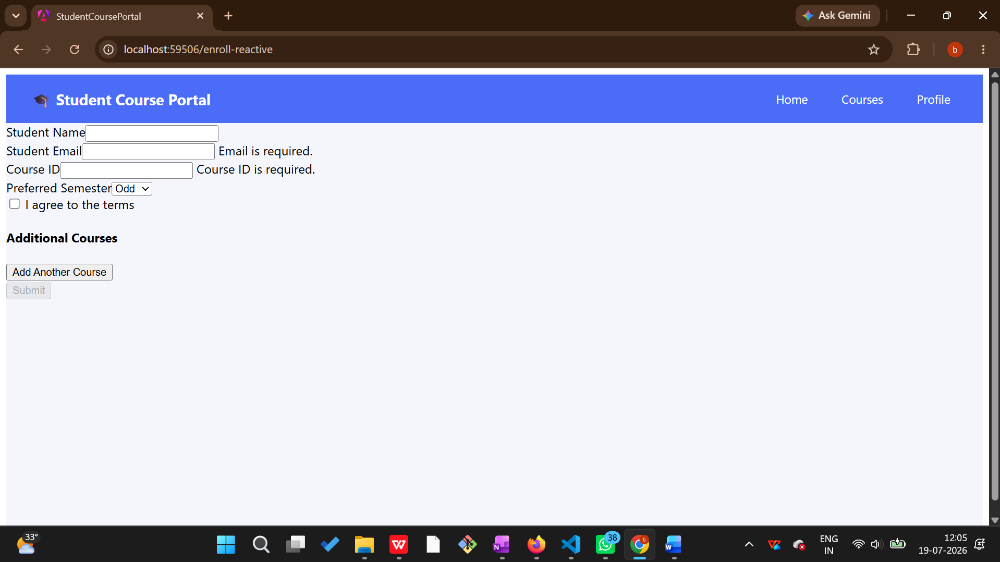 StudentCoursePortal
Ask Gemini
localhost:59506/enroll-reactive
b
Student Course Portal
Home
Courses
Profile
Student Name
Student Email Email is required.
Course ID Course ID is required.
Preferred Semester Odd
I agree to the terms
Additional Courses
Add Another Course
Submit
33°
W
N
38
b
W
ENG
IN
12:05
19-07-2026